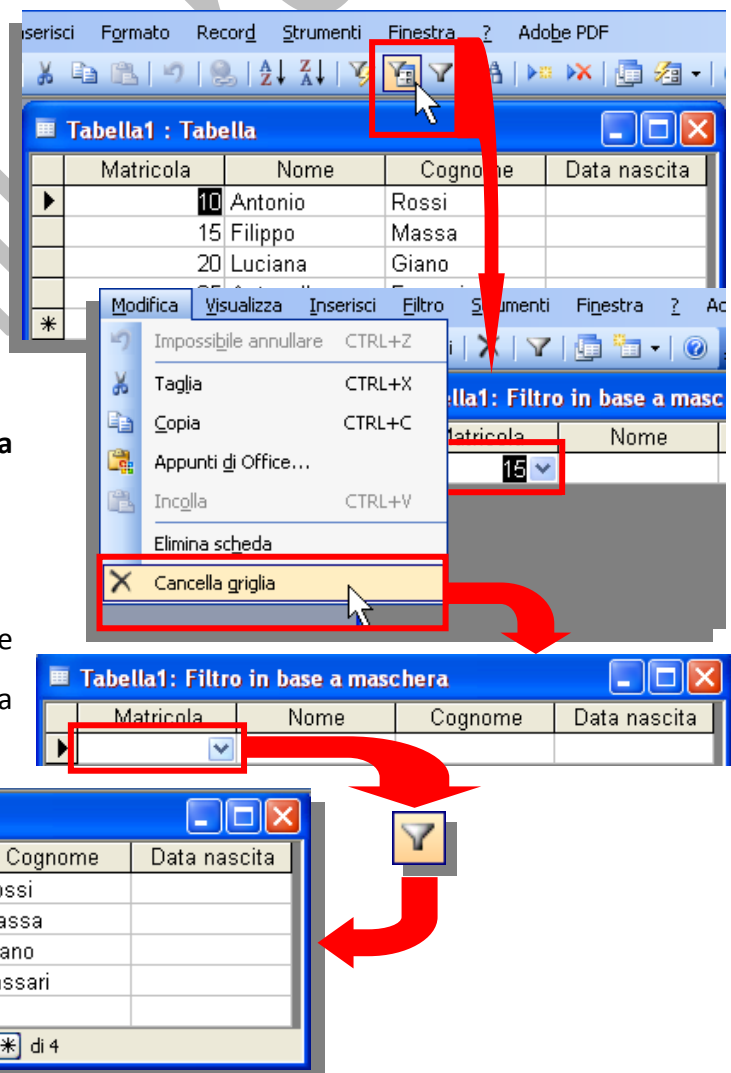 nserisci Formato Record Strumenti Finestra ? Adobe PDF
Tabella1 : Tabella
Matricola Nome Cognome Data nascita
10 Antonio Rossi
15 Filippo Massa
20 Luciana Giano
Modifica Visualizza Inserisci Filtro Strumenti Finestra ?
Impossibile annullare CTRL+Z
Taglia CTRL+X
Copia CTRL+C
Appunti di Office...
Incolla CTRL+V
Elimina scheda
Cancella griglia
lla1: Filtro in base a masc
Matricola Nome
15
a
e
a
Tabella1: Filtro in base a maschera
Matricola Nome Cognome Data nascita
Cognome Data nascita
ossi
assa
ano
ssari
di 4